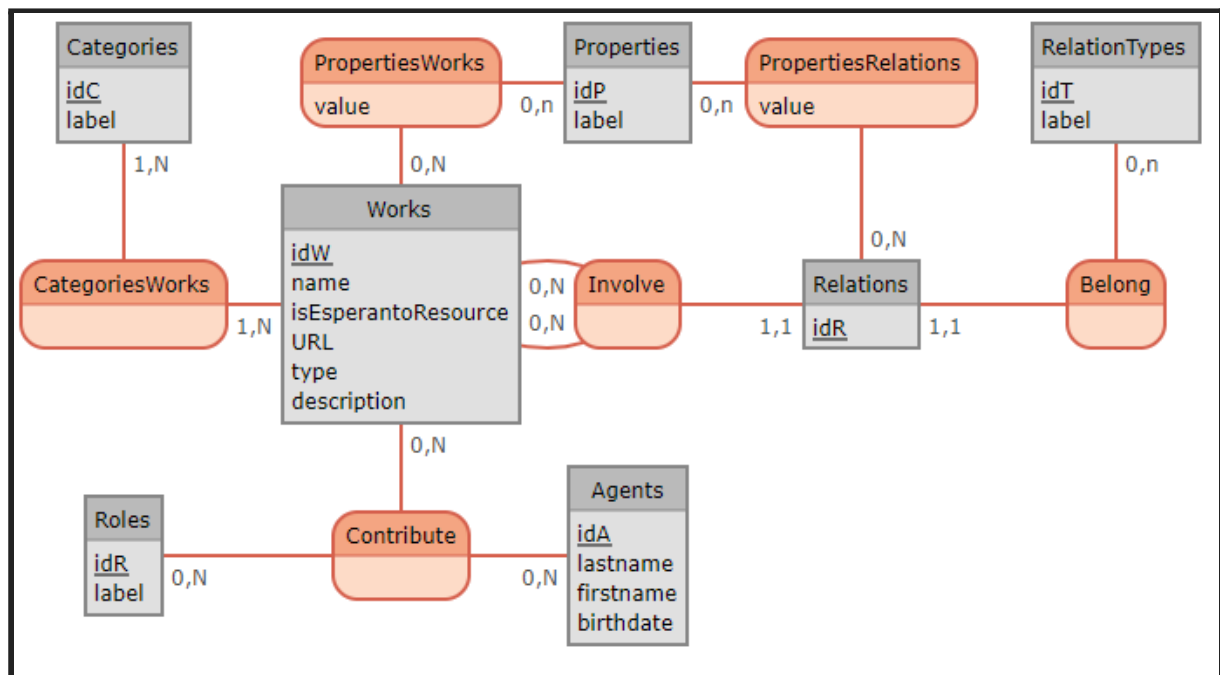 Categories
idC
label
1,N
PropertiesWorks
value
0,n
0,N
Properties
idP
label
0,n
PropertiesRelations
value
0,N
RelationTypes
idT
label
0,n
CategoriesWorks
1,N
Works
idW
name
isEsperantoResource
URL
type
description
0,N
0,N
Involve
1,1
Relations
idR
1,1
Belong
0,N
Roles
idR
label
0,N
Contribute
0,N
Agents
idA
lastname
firstname
birthdate